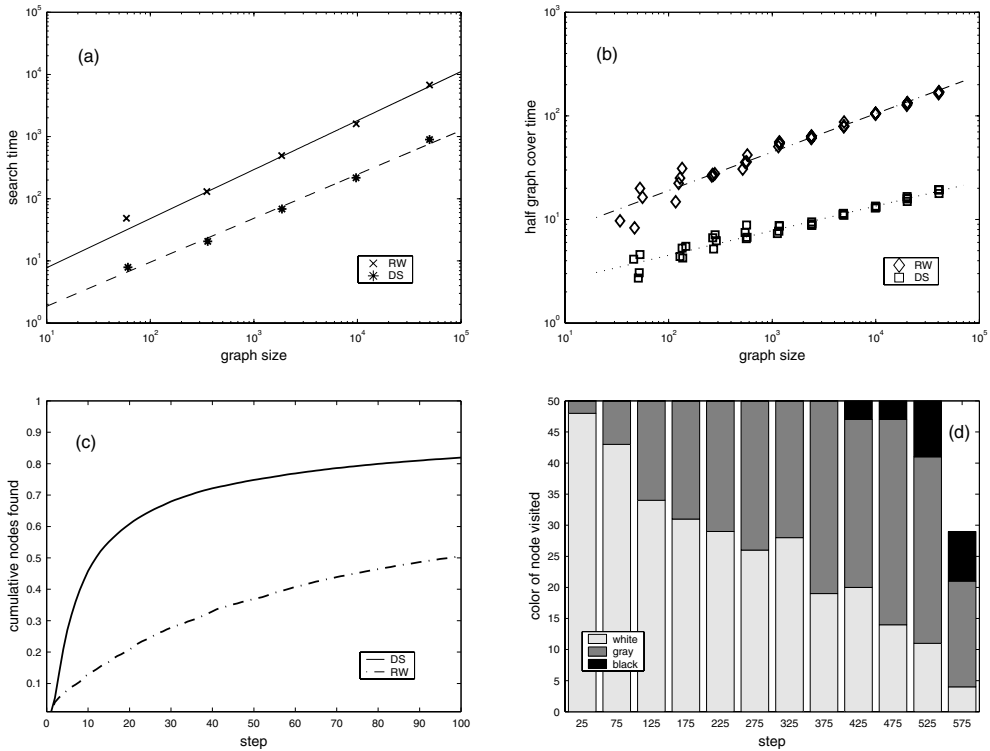 (a)
10^5
10^4
10^3
10^2
10^1
10^0
search time
× RW
✳ DS
10^1 10^2 10^3 10^4 10^5
graph size
(b)
10^3
10^2
10^1
10^0
half graph cover time
◇ RW
□ DS
10^1 10^2 10^3 10^4 10^5
graph size
(c)
1
0.9
0.8
0.7
0.6
0.5
0.4
0.3
0.2
0.1
cumulative nodes found
DS
RW
0 10 20 30 40 50 60 70 80 90 100
step
(d)
50
45
40
35
30
25
20
15
10
5
0
color of node visited
white
gray
black
25 75 125 175 225 275 325 375 425 475 525 575
step